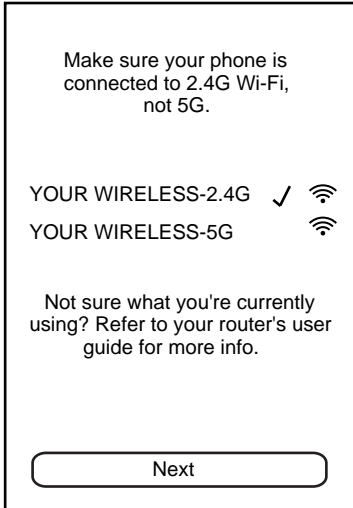 Make sure your phone is
connected to 2.4G Wi-Fi,
not 5G.
YOUR WIRELESS-2.4G
YOUR WIRELESS-5G
Not sure what you're currently
using? Refer to your router's user
guide for more info.
Next